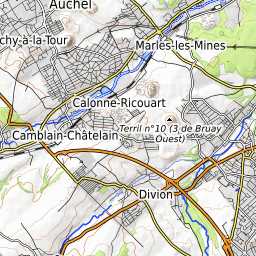 Auchel
chy-à-la-Tour
Marles-les-Mines
Calonne-Ricouart
Terril n°10 (3 de Bruay
Ouest)
Camblain-Châtelain
Divion